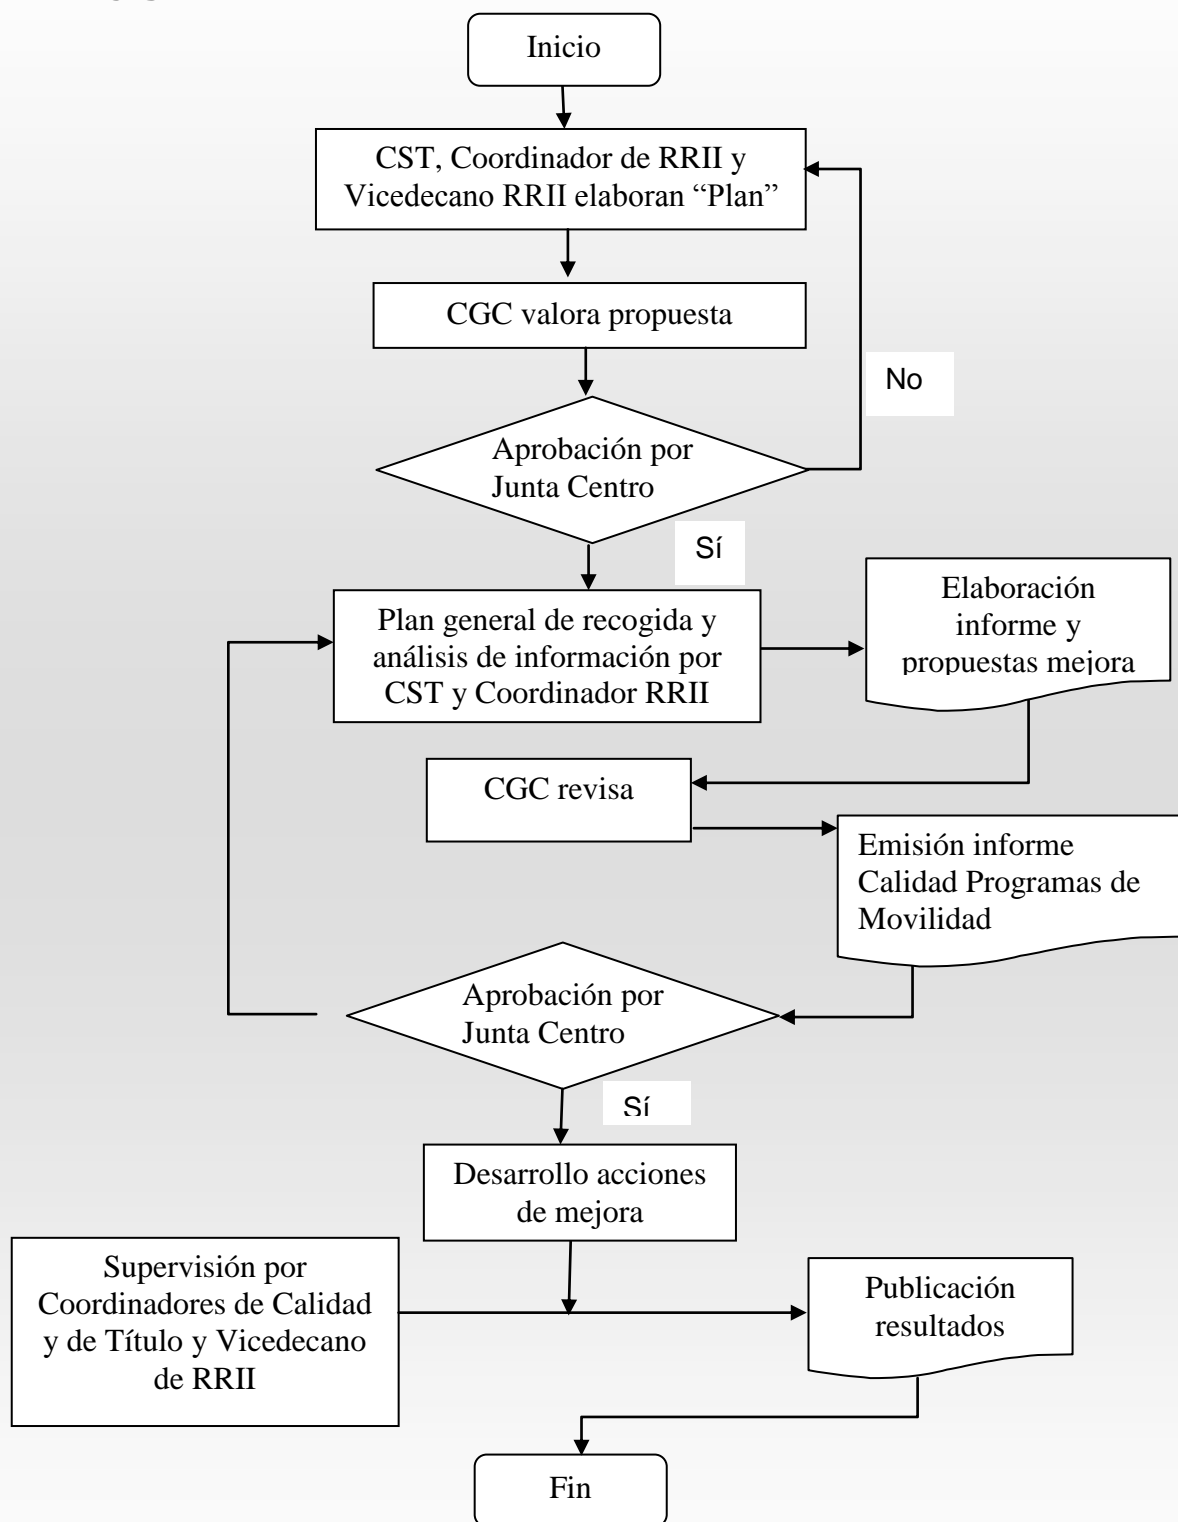 Inicio
CST, Coordinador de RRII y
Vicedecano RRII elaboran “Plan”
CGC valora propuesta
No
Aprobación por
Junta Centro
Sí
Plan general de recogida y
análisis de información por
CST y Coordinador RRII
Elaboración
informe y
propuestas mejora
CGC revisa
Emisión informe
Calidad Programas de
Movilidad
Aprobación por
Junta Centro
Sí
Desarrollo acciones
de mejora
Supervisión por
Coordinadores de Calidad
y de Título y Vicedecano
de RRII
Publicación
resultados
Fin